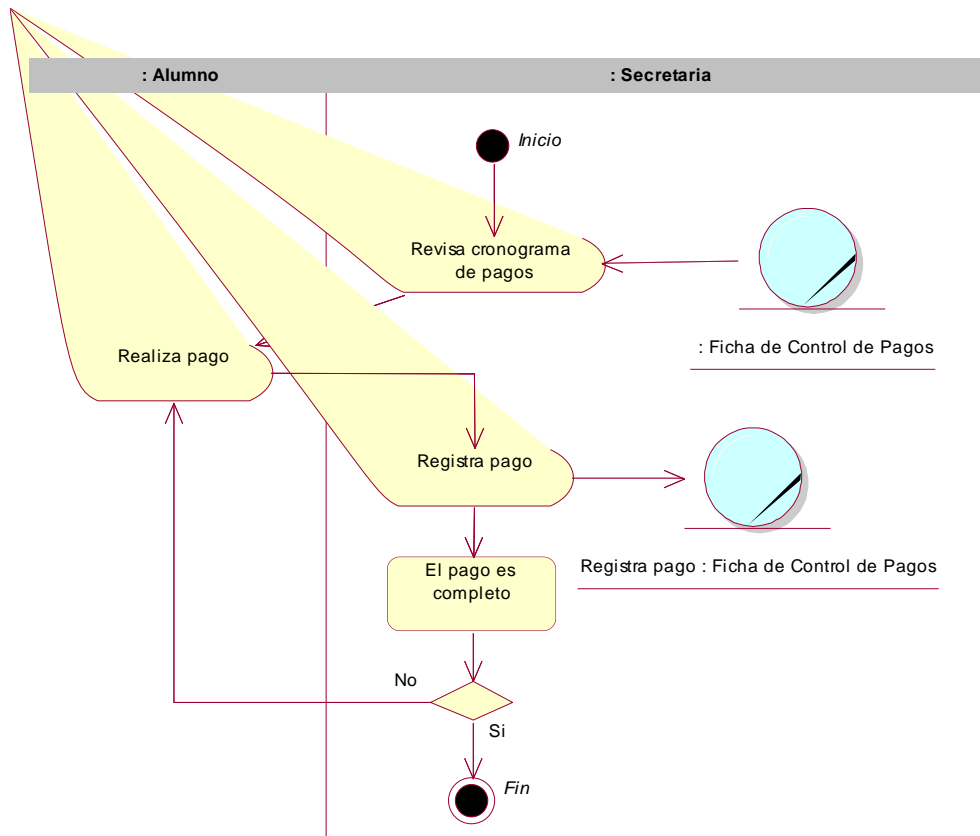 : Alumno
: Secretaria
Inicio
Revisa cronograma
de pagos
: Ficha de Control de Pagos
Realiza pago
Registra pago
Registra pago : Ficha de Control de Pagos
El pago es
completo
No
Si
Fin